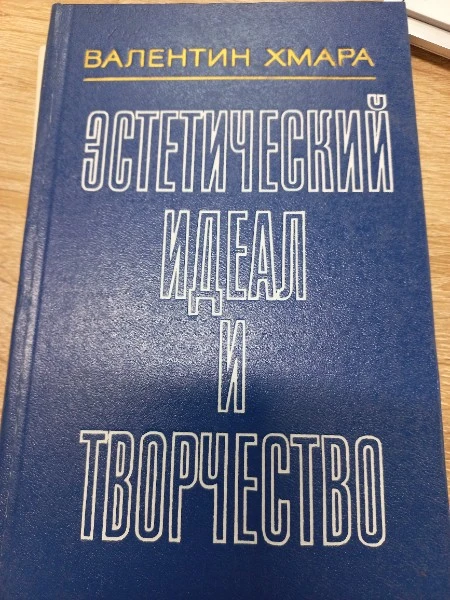 ВАЛЕНТИН ХМАРА
ЭСТЕТИЧЕСКИЙ
ИДЕАЛ
И
ТВОРЧЕСТВО